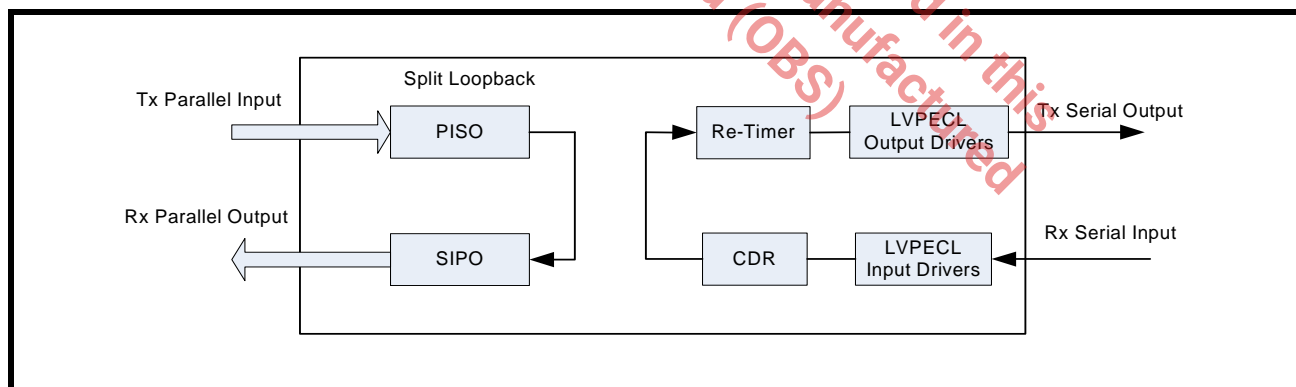 Split Loopback
Tx Parallel Input
PISO
Re-Timer
LVPECL
Output Drivers
Tx Serial Output
Rx Parallel Output
SIPO
CDR
LVPECL
Input Drivers
Rx Serial Input
d in this
anufactured
d (OBS)